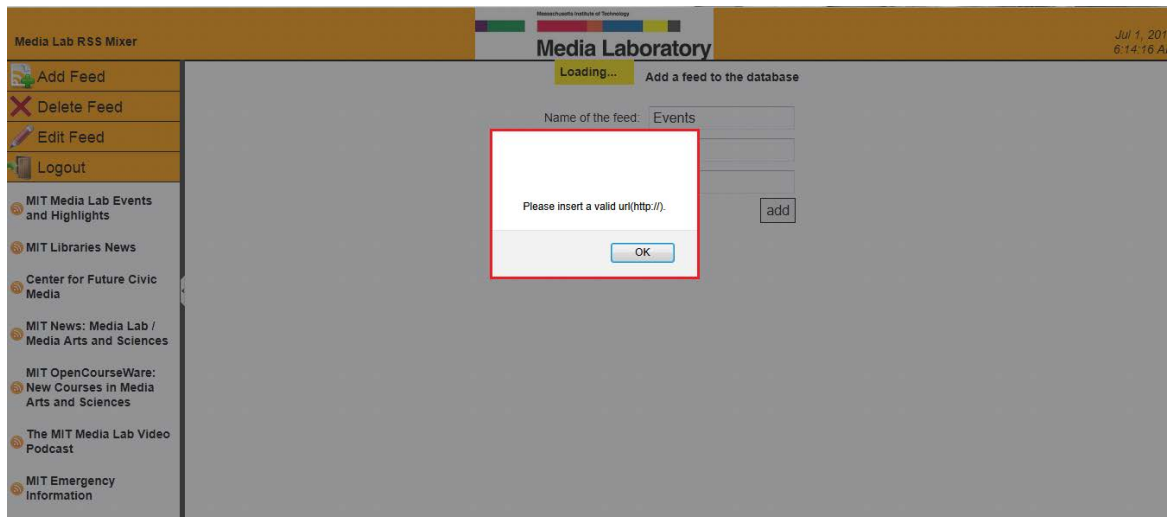 Massachusetts Institute of Technology
Media Laboratory
Media Lab RSS Mixer
Jul 1, 201
6:14:16 A
Add Feed
Delete Feed
Edit Feed
Logout
MIT Media Lab Events
and Highlights
MIT Libraries News
Center for Future Civic
Media
MIT News: Media Lab /
Media Arts and Sciences
MIT OpenCourseWare:
New Courses in Media
Arts and Sciences
The MIT Media Lab Video
Podcast
MIT Emergency
Information
Loading...
Add a feed to the database
Name of the feed: Events
Please insert a valid url(http://).
OK
add